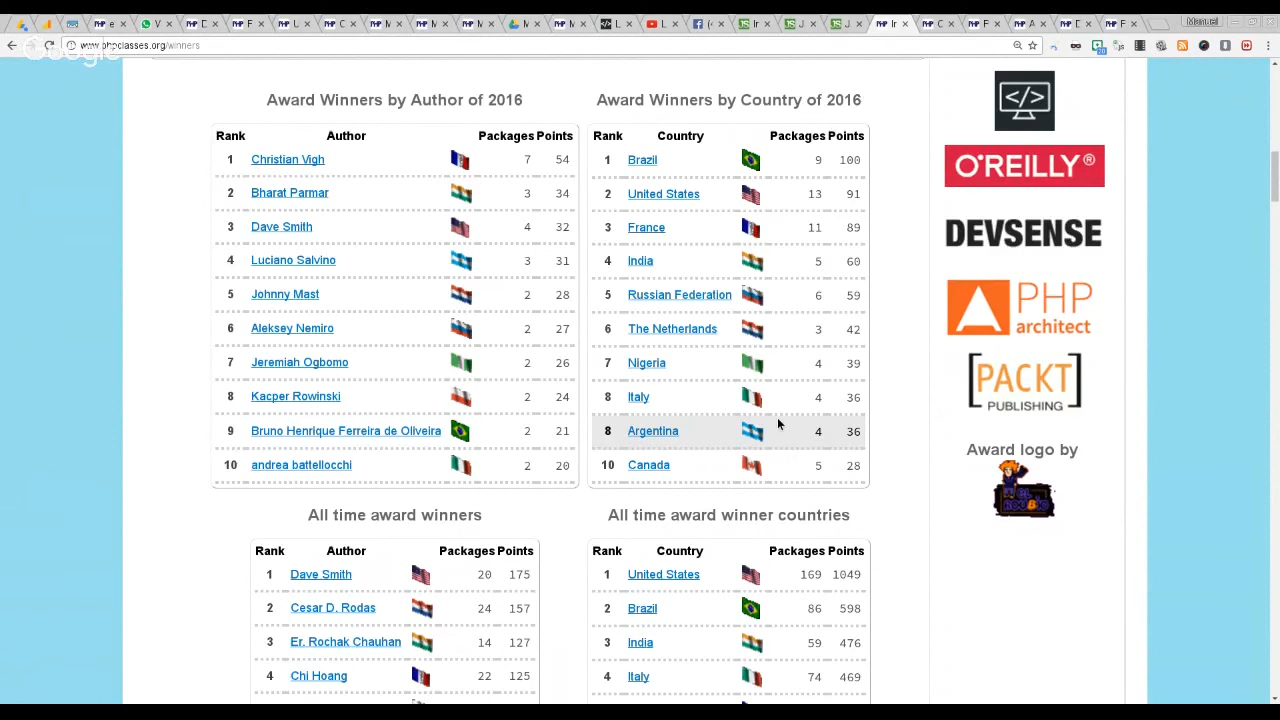 Manuel
www.phpclasses.org/winners
Google
Award Winners by Author of 2016
Rank Author Packages Points
1 Christian Vigh 7 54
2 Bharat Parmar 3 34
3 Dave Smith 4 32
4 Luciano Salvino 3 31
5 Johnny Mast 2 28
6 Aleksey Nemiro 2 27
7 Jeremiah Ogbomo 2 26
8 Kacper Rowinski 2 24
9 Bruno Henrique Ferreira de Oliveira 2 21
10 andrea battellocchi 2 20
Award Winners by Country of 2016
Rank Country Packages Points
1 Brazil 9 100
2 United States 13 91
3 France 11 89
4 India 5 60
5 Russian Federation 6 59
6 The Netherlands 3 42
7 Nigeria 4 39
8 Italy 4 36
8 Argentina 4 36
10 Canada 5 28
All time award winners
Rank Author Packages Points
1 Dave Smith 20 175
2 Cesar D. Rodas 24 157
3 Er. Rochak Chauhan 14 127
4 Chi Hoang 22 125
All time award winner countries
Rank Country Packages Points
1 United States 169 1049
2 Brazil 86 598
3 India 59 476
4 Italy 74 469
</> 
O'REILLY®
DEVSENSE
PHP
architect
PACKT
PUBLISHING
Award logo by